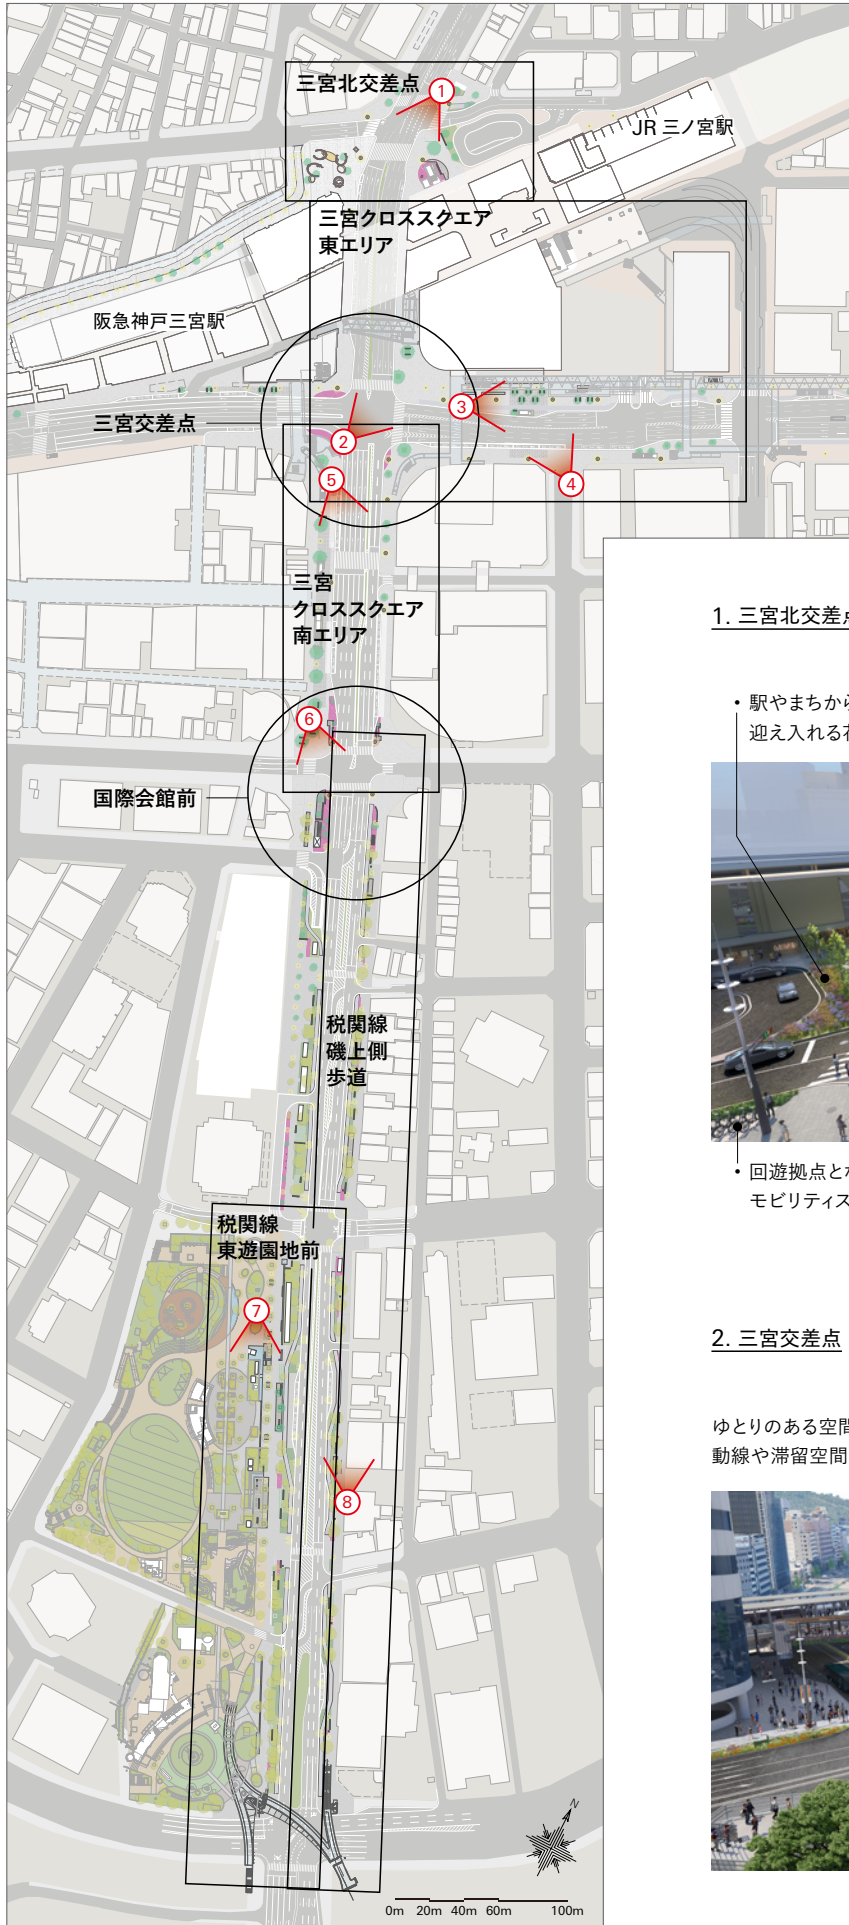 三宮北交差点
1
JR 三ノ宮駅
三宮クロススクエア
東エリア
阪急神戸三宮駅
三宮交差点
2
3
4
5
三宮
クロススクエア
南エリア
6
国際会館前
税関線
磯上側
歩道
税関線
東遊園地前
7
8
N
0m 20m 40m 60m 100m
1. 三宮北交差点
• 駅やまちから
迎え入れる
• 回遊拠点と
モビリティス
2. 三宮交差点
ゆとりのある空間
動線や滞留空間